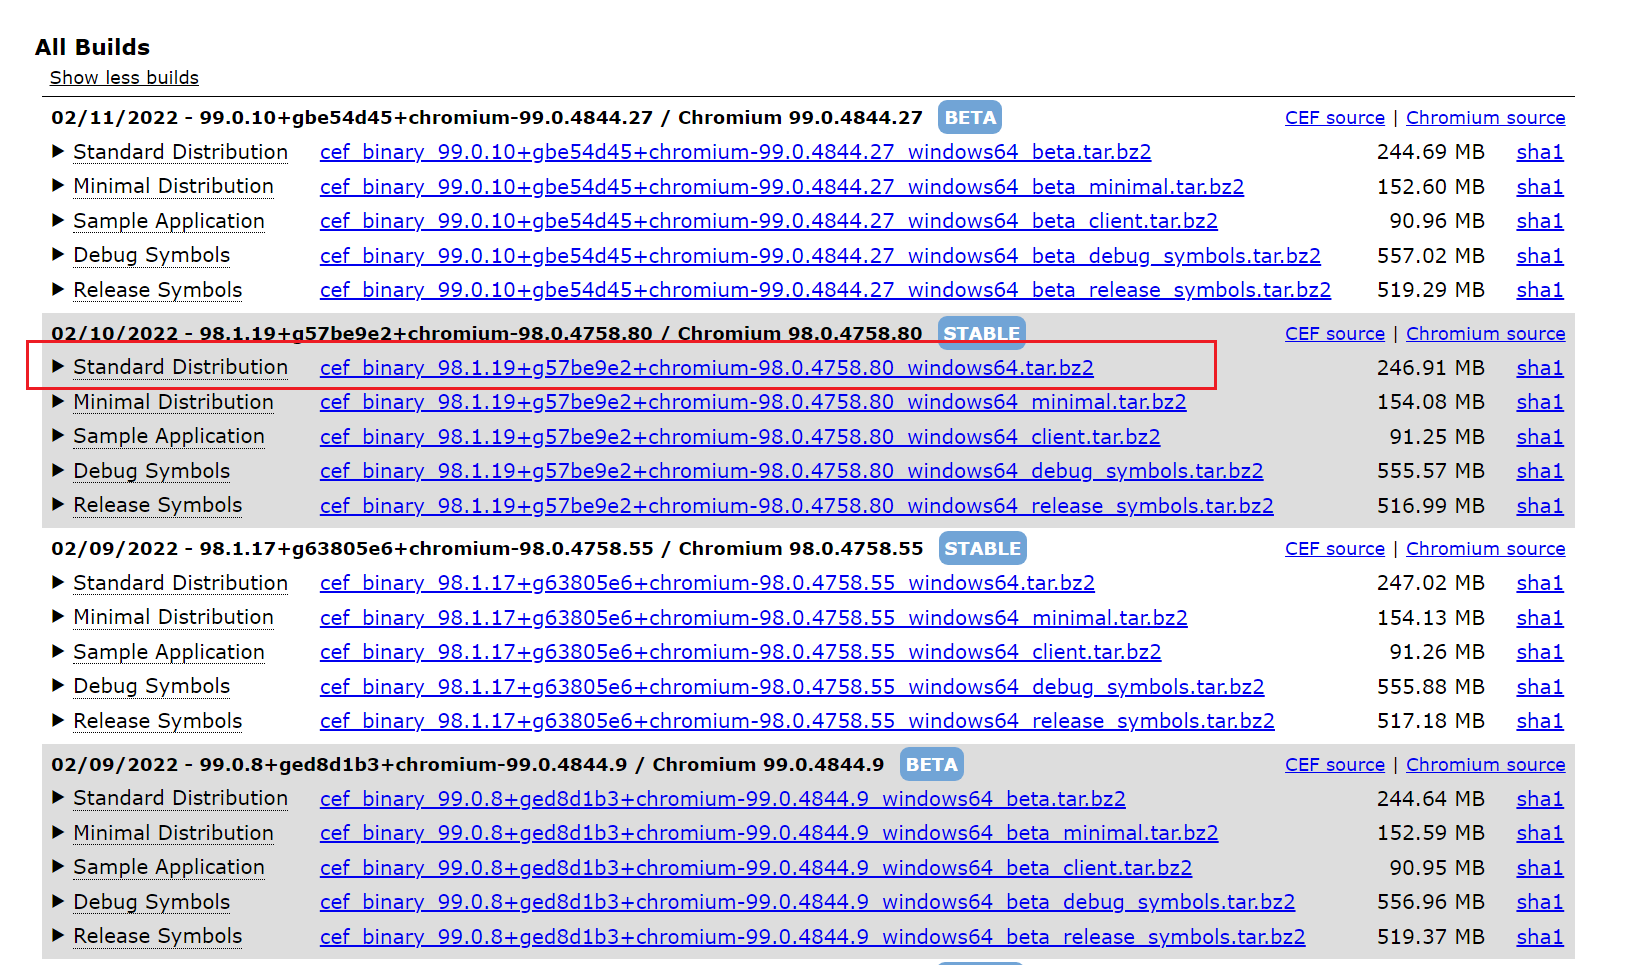 All Builds
Show less builds
02/11/2022 - 99.0.10+gbe54d45+chromium-99.0.4844.27 / Chromium 99.0.4844.27 BETA CEF source | Chromium source
Standard Distribution cef_binary_99.0.10+gbe54d45+chromium-99.0.4844.27_windows64_beta.tar.bz2 244.69 MB sha1
Minimal Distribution cef_binary_99.0.10+gbe54d45+chromium-99.0.4844.27_windows64_beta_minimal.tar.bz2 152.60 MB sha1
Sample Application cef_binary_99.0.10+gbe54d45+chromium-99.0.4844.27_windows64_beta_client.tar.bz2 90.96 MB sha1
Debug Symbols cef_binary_99.0.10+gbe54d45+chromium-99.0.4844.27_windows64_beta_debug_symbols.tar.bz2 557.02 MB sha1
Release Symbols cef_binary_99.0.10+gbe54d45+chromium-99.0.4844.27_windows64_beta_release_symbols.tar.bz2 519.29 MB sha1
02/10/2022 - 98.1.19+g57be9e2+chromium-98.0.4758.80 / Chromium 98.0.4758.80 STABLE CEF source | Chromium source
Standard Distribution cef_binary_98.1.19+g57be9e2+chromium-98.0.4758.80_windows64.tar.bz2 246.91 MB sha1
Minimal Distribution cef_binary_98.1.19+g57be9e2+chromium-98.0.4758.80_windows64_minimal.tar.bz2 154.08 MB sha1
Sample Application cef_binary_98.1.19+g57be9e2+chromium-98.0.4758.80_windows64_client.tar.bz2 91.25 MB sha1
Debug Symbols cef_binary_98.1.19+g57be9e2+chromium-98.0.4758.80_windows64_debug_symbols.tar.bz2 555.57 MB sha1
Release Symbols cef_binary_98.1.19+g57be9e2+chromium-98.0.4758.80_windows64_release_symbols.tar.bz2 516.99 MB sha1
02/09/2022 - 98.1.17+g63805e6+chromium-98.0.4758.55 / Chromium 98.0.4758.55 STABLE CEF source | Chromium source
Standard Distribution cef_binary_98.1.17+g63805e6+chromium-98.0.4758.55_windows64.tar.bz2 247.02 MB sha1
Minimal Distribution cef_binary_98.1.17+g63805e6+chromium-98.0.4758.55_windows64_minimal.tar.bz2 154.13 MB sha1
Sample Application cef_binary_98.1.17+g63805e6+chromium-98.0.4758.55_windows64_client.tar.bz2 91.26 MB sha1
Debug Symbols cef_binary_98.1.17+g63805e6+chromium-98.0.4758.55_windows64_debug_symbols.tar.bz2 555.88 MB sha1
Release Symbols cef_binary_98.1.17+g63805e6+chromium-98.0.4758.55_windows64_release_symbols.tar.bz2 517.18 MB sha1
02/09/2022 - 99.0.8+ged8d1b3+chromium-99.0.4844.9 / Chromium 99.0.4844.9 BETA CEF source | Chromium source
Standard Distribution cef_binary_99.0.8+ged8d1b3+chromium-99.0.4844.9_windows64_beta.tar.bz2 244.64 MB sha1
Minimal Distribution cef_binary_99.0.8+ged8d1b3+chromium-99.0.4844.9_windows64_beta_minimal.tar.bz2 152.59 MB sha1
Sample Application cef_binary_99.0.8+ged8d1b3+chromium-99.0.4844.9_windows64_beta_client.tar.bz2 90.95 MB sha1
Debug Symbols cef_binary_99.0.8+ged8d1b3+chromium-99.0.4844.9_windows64_beta_debug_symbols.tar.bz2 556.96 MB sha1
Release Symbols cef_binary_99.0.8+ged8d1b3+chromium-99.0.4844.9_windows64_beta_release_symbols.tar.bz2 519.37 MB sha1